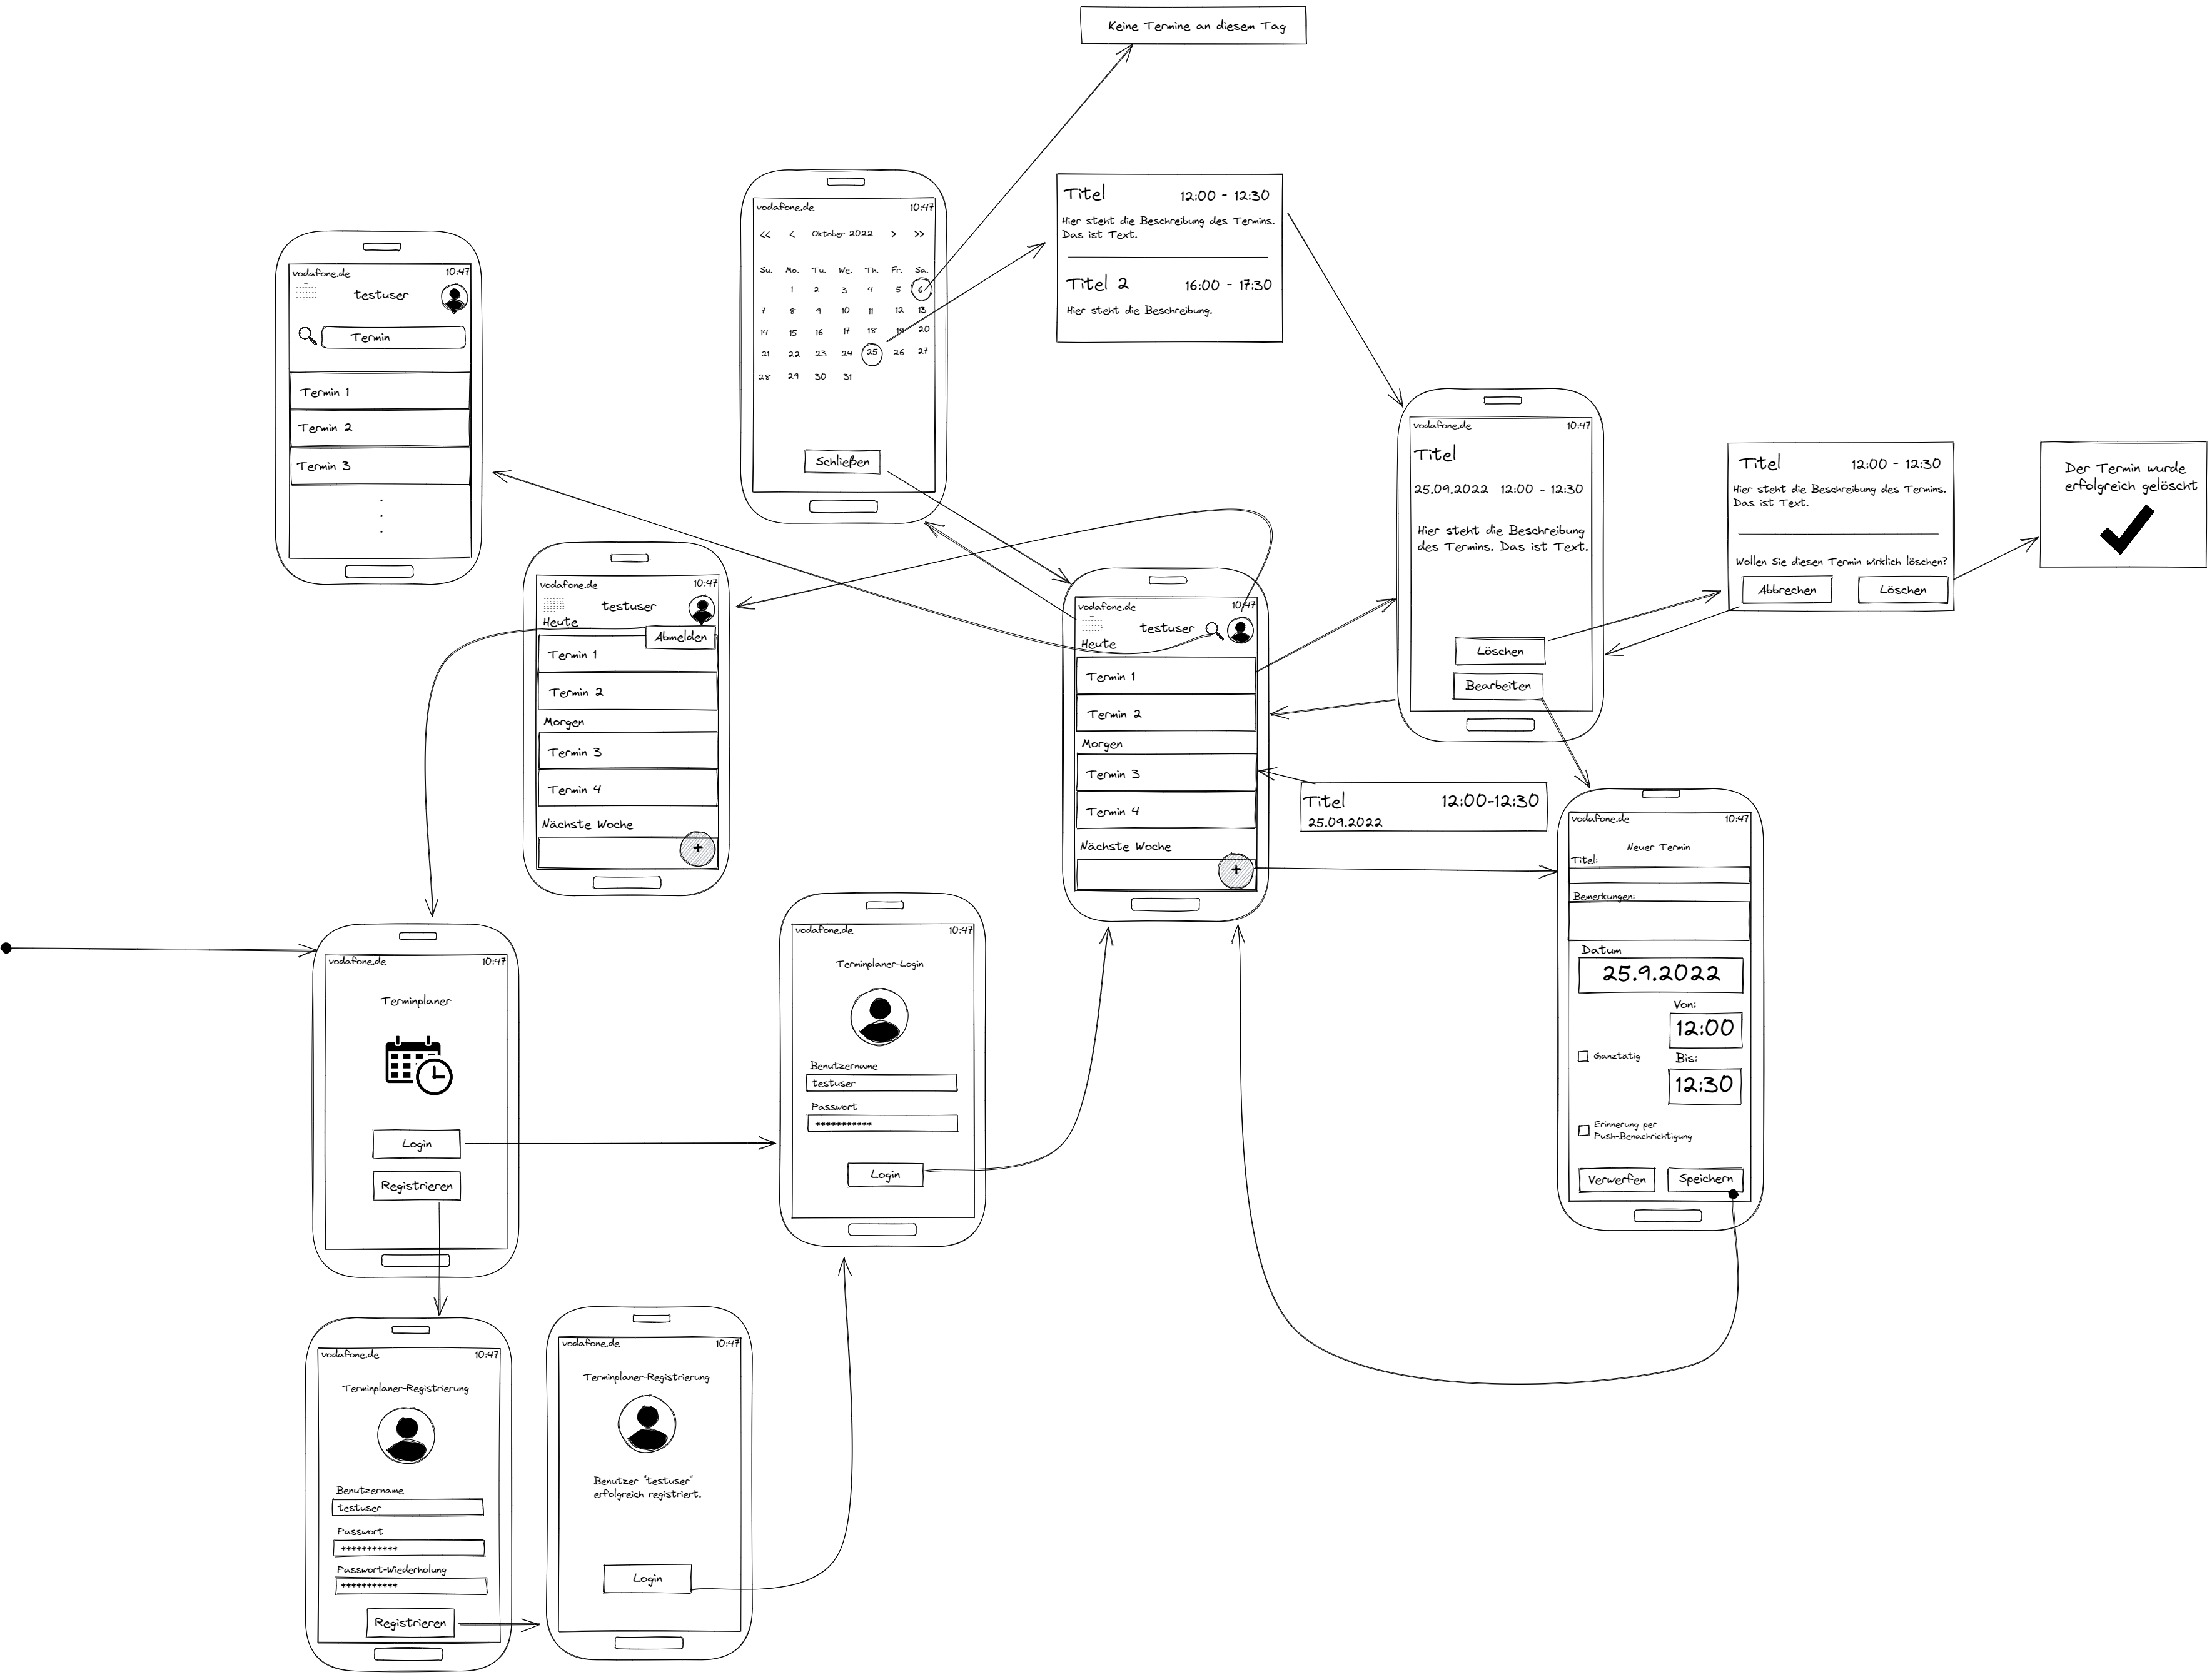 Keine Termine an diesem Tag
vodafone.de 10:47
<< < Oktober 2022 > >>
Su. Mo. Tu. We. Th. Fr. Sa.
1 2 3 4 5 6
7 8 9 10 11 12 13
14 15 16 17 18 19 20
21 22 23 24 25 26 27
28 29 30 31
Schließen
Titel 12:00 - 12:30
Hier steht die Beschreibung des Termins.
Das ist Text.
Titel 2 16:00 - 17:30
Hier steht die Beschreibung.
vodafone.de 10:47
testuser
Termin
Termin 1
Termin 2
Termin 3
vodafone.de 10:47
Titel
25.09.2022 12:00 - 12:30
Hier steht die Beschreibung
des Termins. Das ist Text.
Löschen
Bearbeiten
Titel 12:00 - 12:30
Hier steht die Beschreibung des Termins.
Das ist Text.
Wollen Sie diesen Termin wirklich löschen?
Abbrechen Löschen
Der Termin wurde
erfolgreich gelöscht
vodafone.de 10:47
testuser
Heute
Abmelden
Termin 1
Termin 2
Morgen
Termin 3
Termin 4
Nächste Woche
+
vodafone.de 10:47
testuser
Heute
Termin 1
Termin 2
Morgen
Termin 3
Termin 4
Nächste Woche
+
Titel 12:00-12:30
25.09.2022
vodafone.de 10:47
Neuer Termin
Titel:
Bemerkungen:
Datum
25.9.2022
Von:
12:00
Ganztätig Bis:
12:30
Erinnerung per
Push-Benachrichtigung
Verwerfen Speichern
vodafone.de 10:47
Terminplaner
Login
Registrieren
vodafone.de 10:47
Terminplaner-Login
Benutzername
testuser
Passwort
***********
Login
vodafone.de 10:47
Terminplaner-Registrierung
Benutzername
testuser
Passwort
***********
Passwort-Wiederholung
***********
Registrieren
vodafone.de 10:47
Terminplaner-Registrierung
Benutzer "testuser"
erfolgreich registriert.
Login